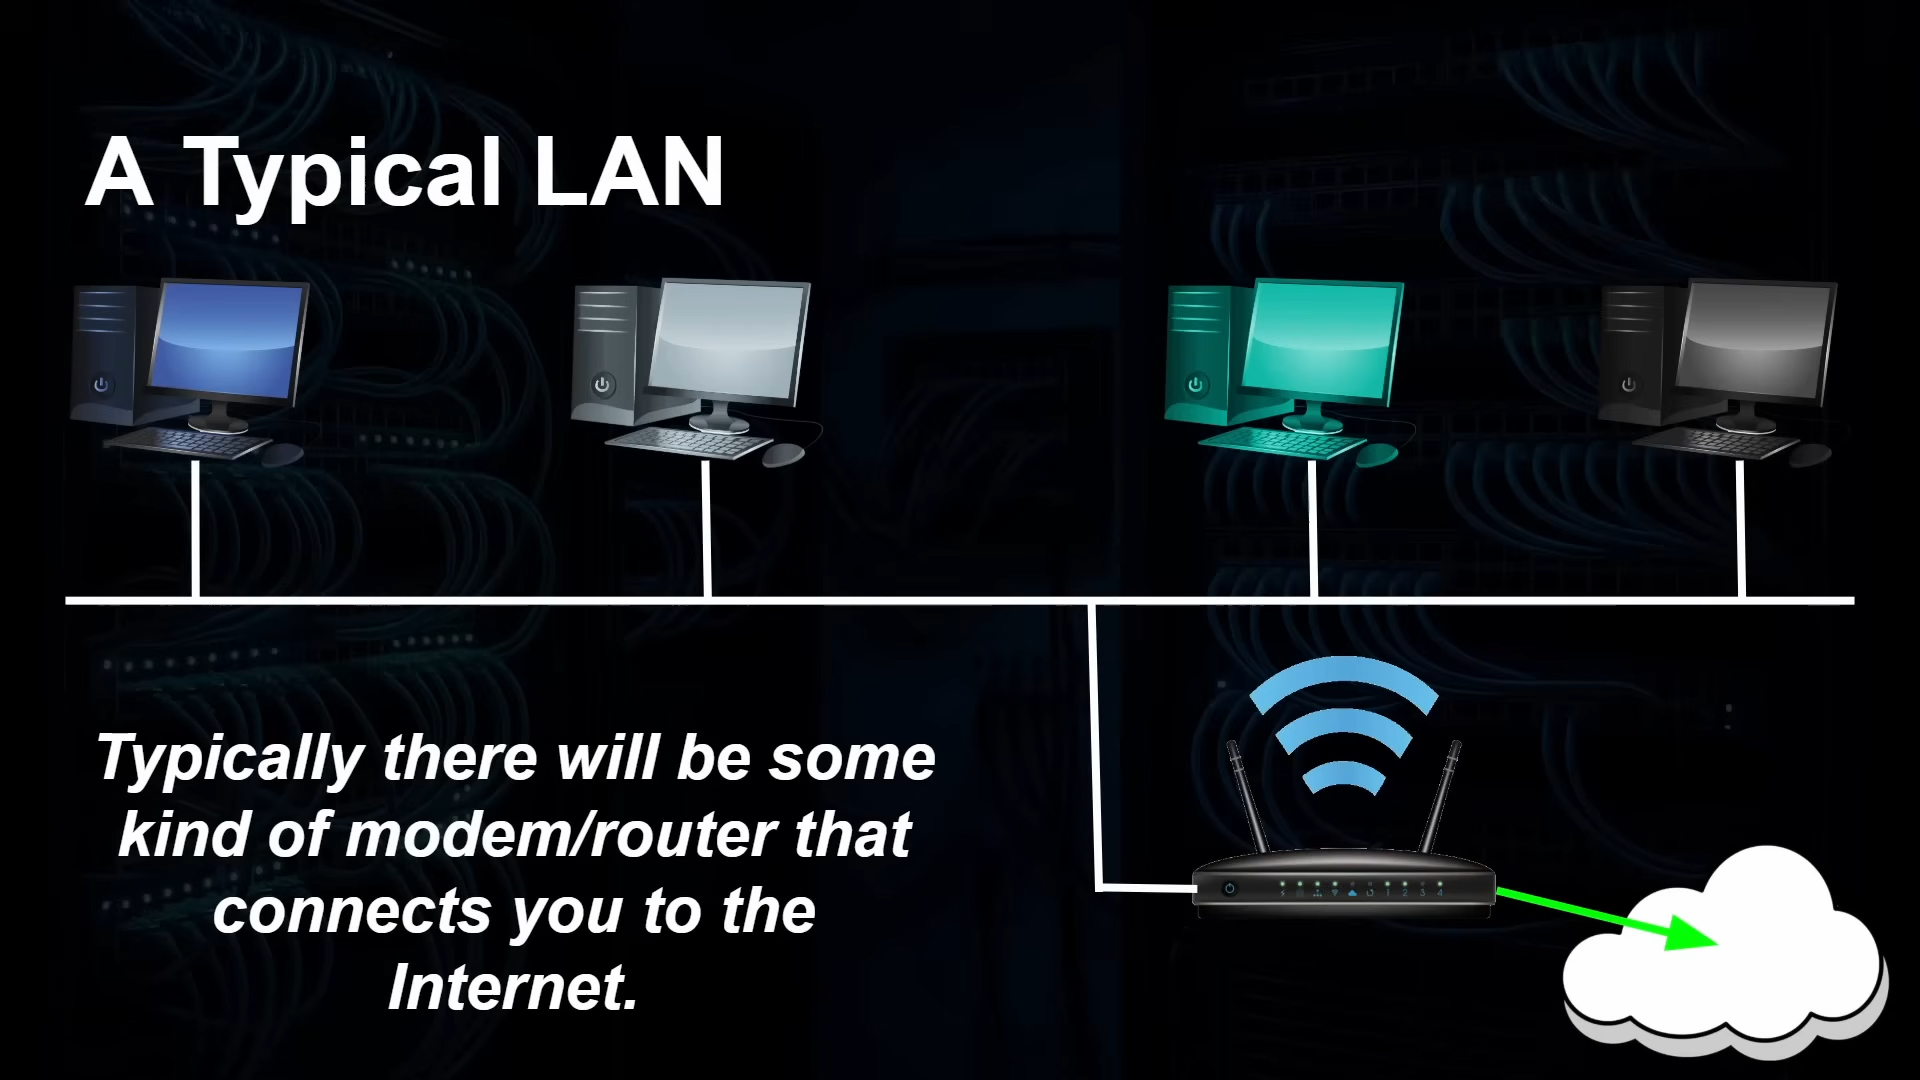 A Typical LAN
Typically there will be some
kind of modem/router that
connects you to the
Internet.